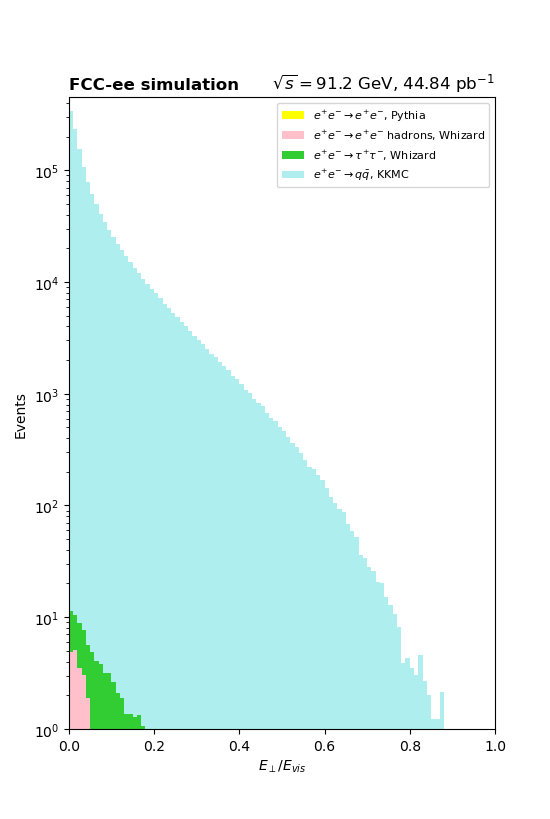 FCC-ee simulation √s = 91.2 GeV, 44.84 pb⁻¹
e⁺e⁻→e⁺e⁻, Pythia
e⁺e⁻→e⁺e⁻ hadrons, Whizard
e⁺e⁻→τ⁺τ⁻, Whizard
e⁺e⁻→qq̄, KKMC
10⁵
10⁴
10³
10²
10¹
10⁰
Events
0.0 0.2 0.4 0.6 0.8 1.0
E⊥/Evis